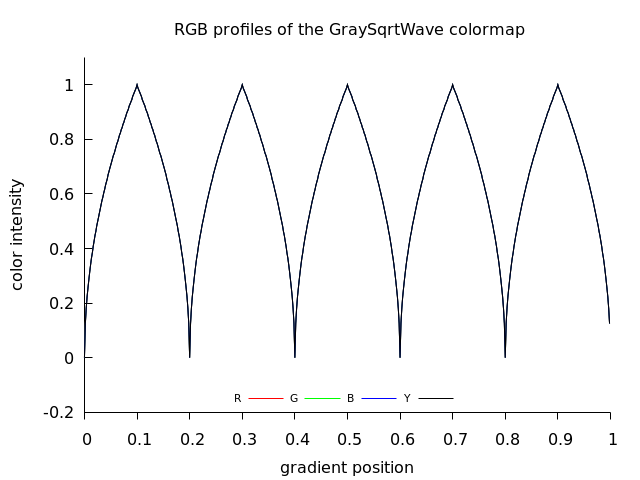 RGB profiles of the GraySqrtWave colormap
1
0.8
0.6
0.4
0.2
0
-0.2
color intensity
R G B Y
0 0.1 0.2 0.3 0.4 0.5 0.6 0.7 0.8 0.9 1
gradient position